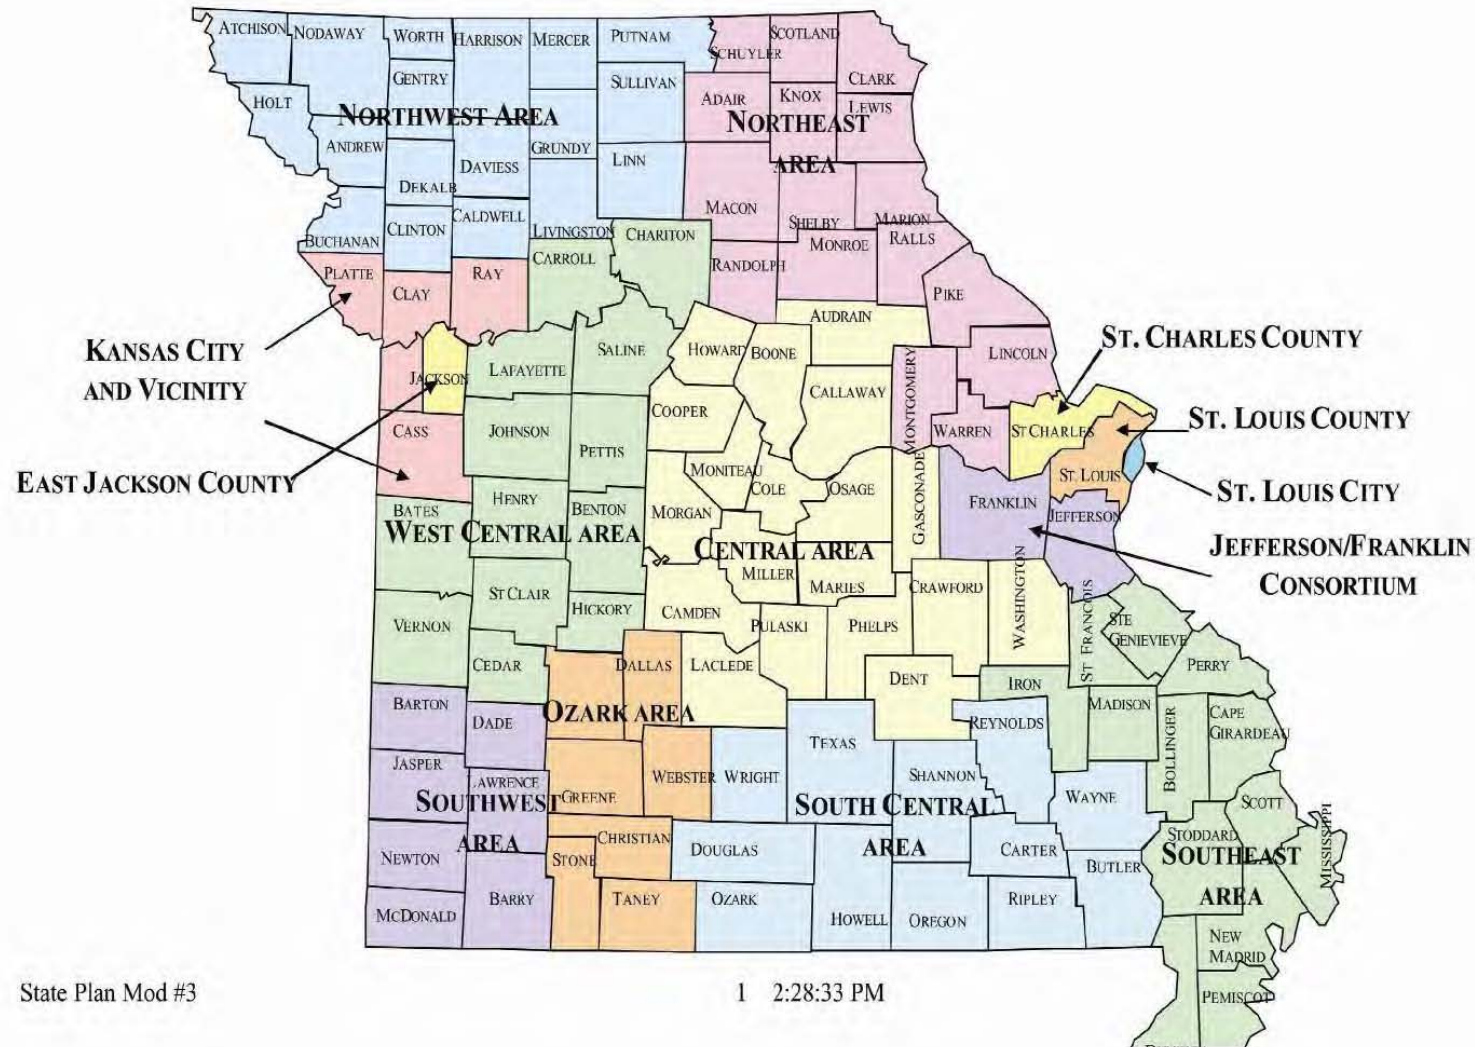 ATCHISON
NODAWAY
WORTH
HARRISON
MERCER
PUTNAM
SCHUYLER
SCOTLAND
CLARK
GENTRY
SULLIVAN
ADAIR
KNOX
LEWIS
HOLT
NORTHWEST AREA
NORTHEAST
AREA
ANDREW
DEKALB
DAVIESS
GRUNDY
LINN
MACON
SHELBY
MARION
BUCHANAN
CLINTON
CALDWELL
LIVINGSTON
CHARITON
RANDOLPH
MONROE
RALLS
PLATTE
CLAY
RAY
CARROLL
PIKE
AUDRAIN
KANSAS CITY
AND VICINITY
JACKSON
LAFAYETTE
SALINE
HOWARD
BOONE
CALLAWAY
MONTGOMERY
LINCOLN
ST. CHARLES COUNTY
EAST JACKSON COUNTY
CASS
JOHNSON
PETTIS
COOPER
MONITEAU
COLE
OSAGE
GASCONADE
WARREN
ST CHARLES
ST. LOUIS COUNTY
ST. LOUIS
ST. LOUIS CITY
FRANKLIN
JEFFERSON
JEFFERSON/FRANKLIN
CONSORTIUM
BATES
HENRY
BENTON
MORGAN
WEST CENTRAL AREA
CENTRAL AREA
MILLER
MARIES
CRAWFORD
WASHINGTON
ST FRANCOIS
STE
GENIEVIEVE
PERRY
VERNON
ST CLAIR
HICKORY
CAMDEN
PULASKI
PHELPS
CEDAR
DALLAS
LACLEDE
DENT
IRON
MADISON
BOLLINGER
CAPE
GIRARDEAU
BARTON
DADE
OZARK AREA
TEXAS
REYNOLDS
JASPER
LAWRENCE
GREENE
WEBSTER
WRIGHT
SHANNON
WAYNE
SCOTT
MISSISSIPPI
SOUTHWEST
AREA
SOUTH CENTRAL
AREA
STODDARD
SOUTHEAST
AREA
NEWTON
STONE
CHRISTIAN
DOUGLAS
CARTER
BUTLER
MCDONALD
BARRY
TANEY
OZARK
HOWELL
OREGON
RIPLEY
NEW
MADRID
PEMISCOT
State Plan Mod #3
1 2:28:33 PM